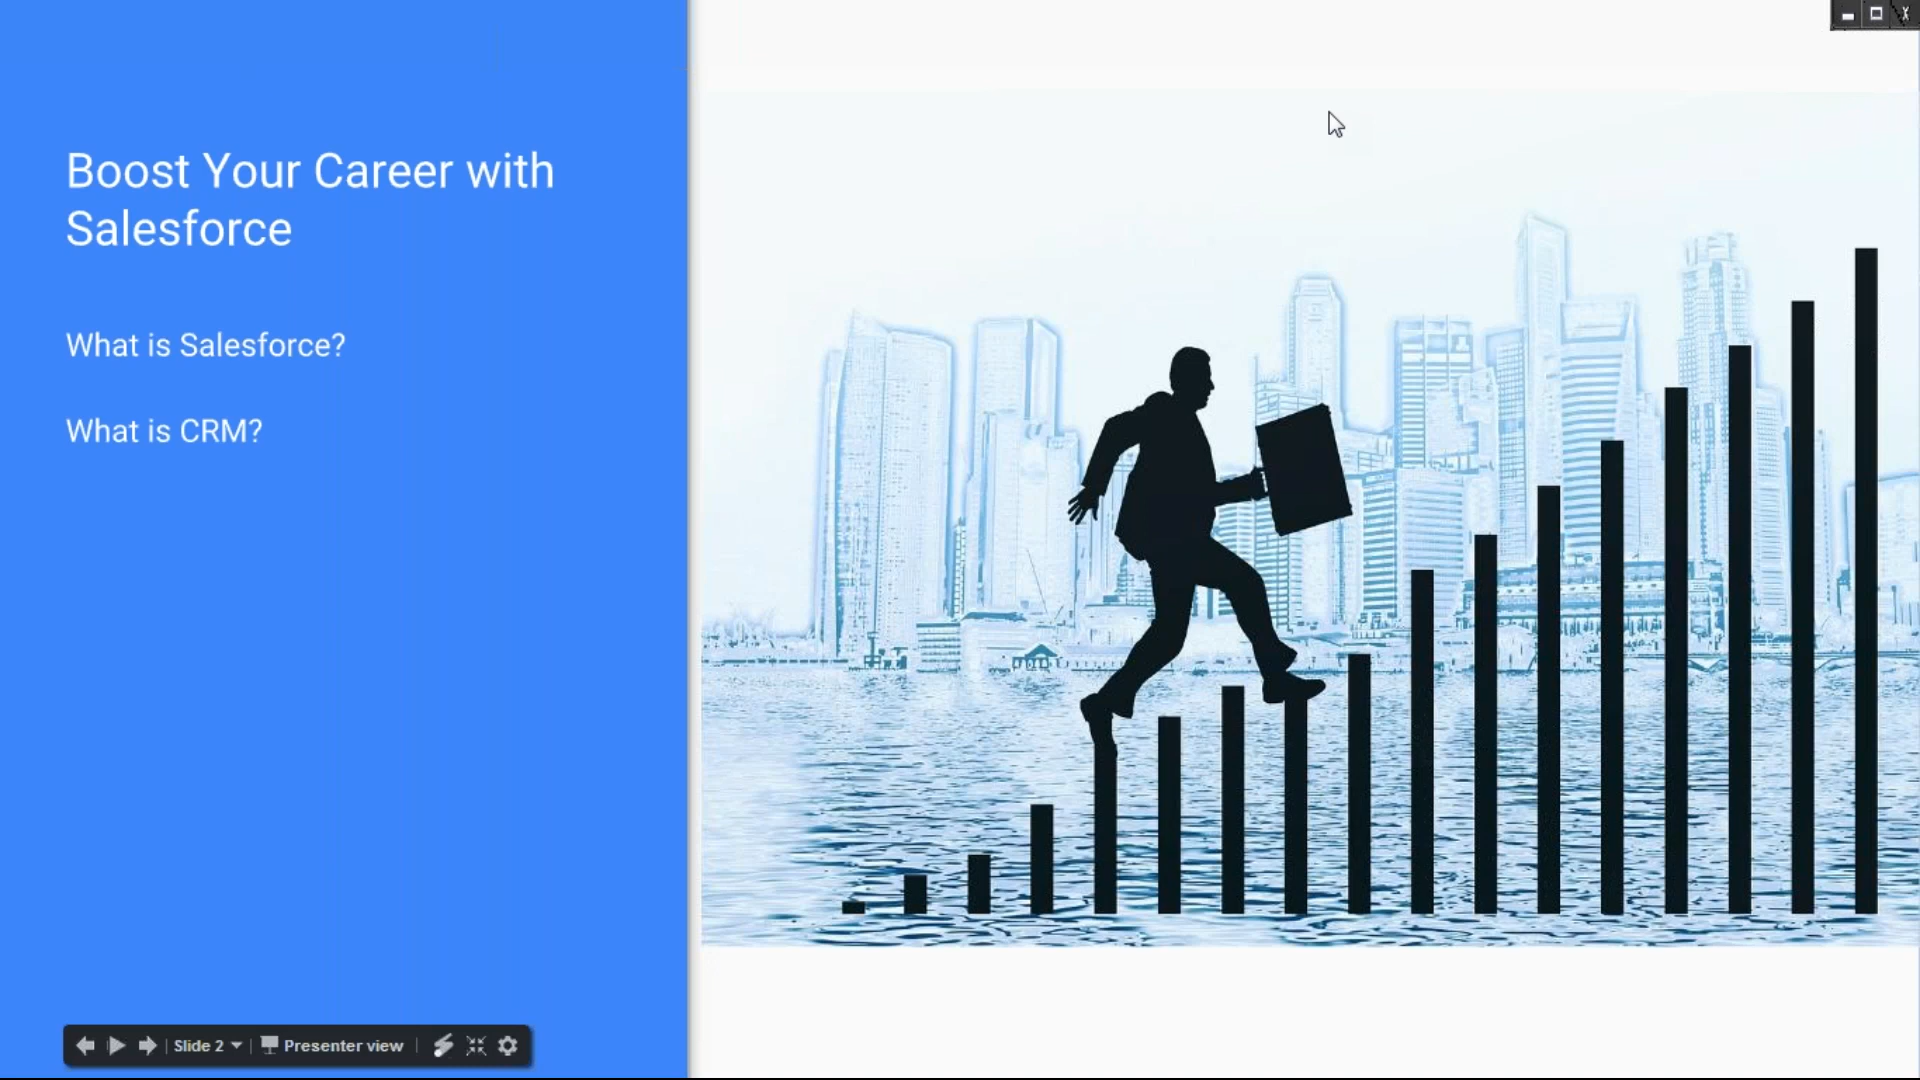 Boost Your Career with
Salesforce
What is Salesforce?
What is CRM?
Slide 2
Presenter view